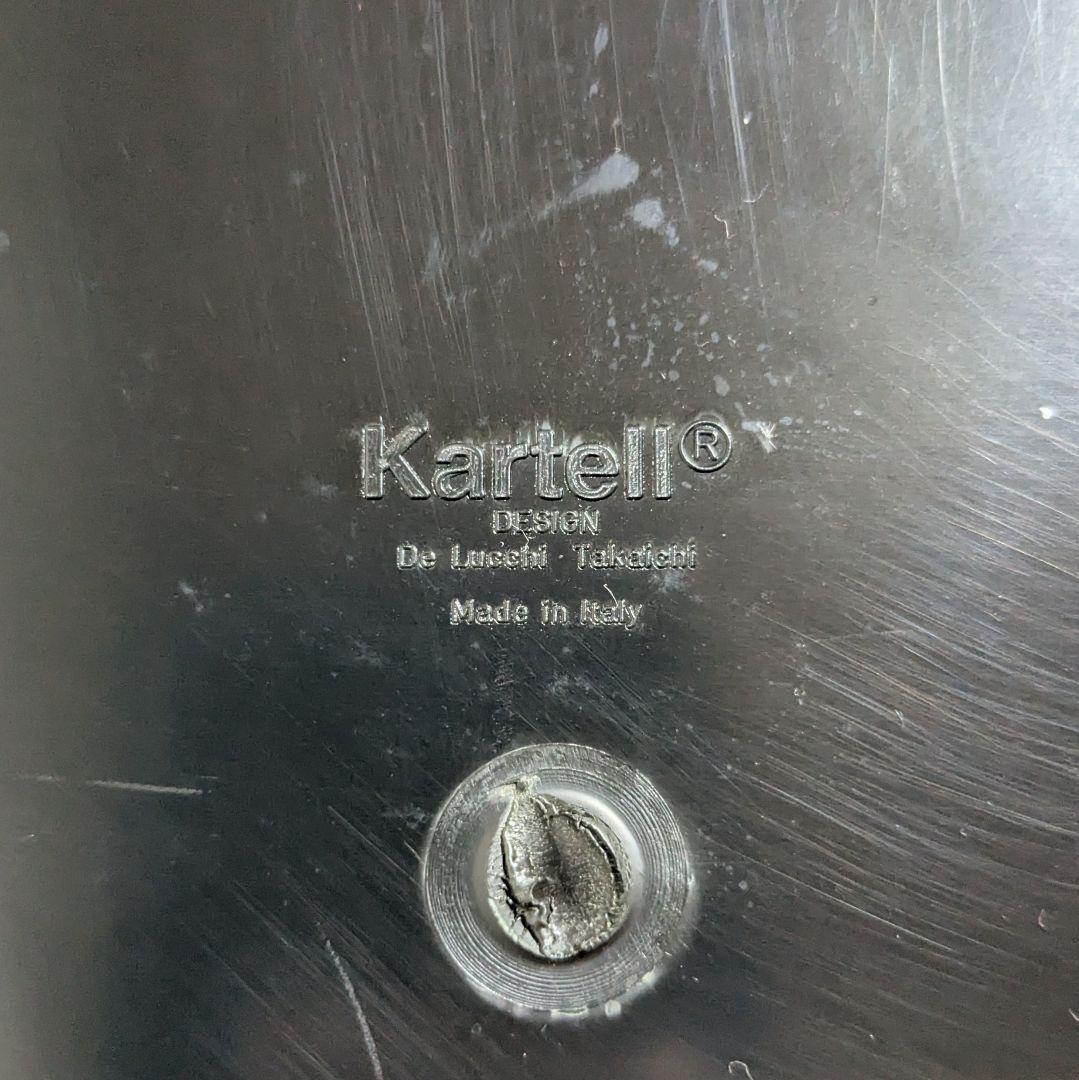 Kartell®
DESIGN
De Lucchi · Takaichi
Made in Italy